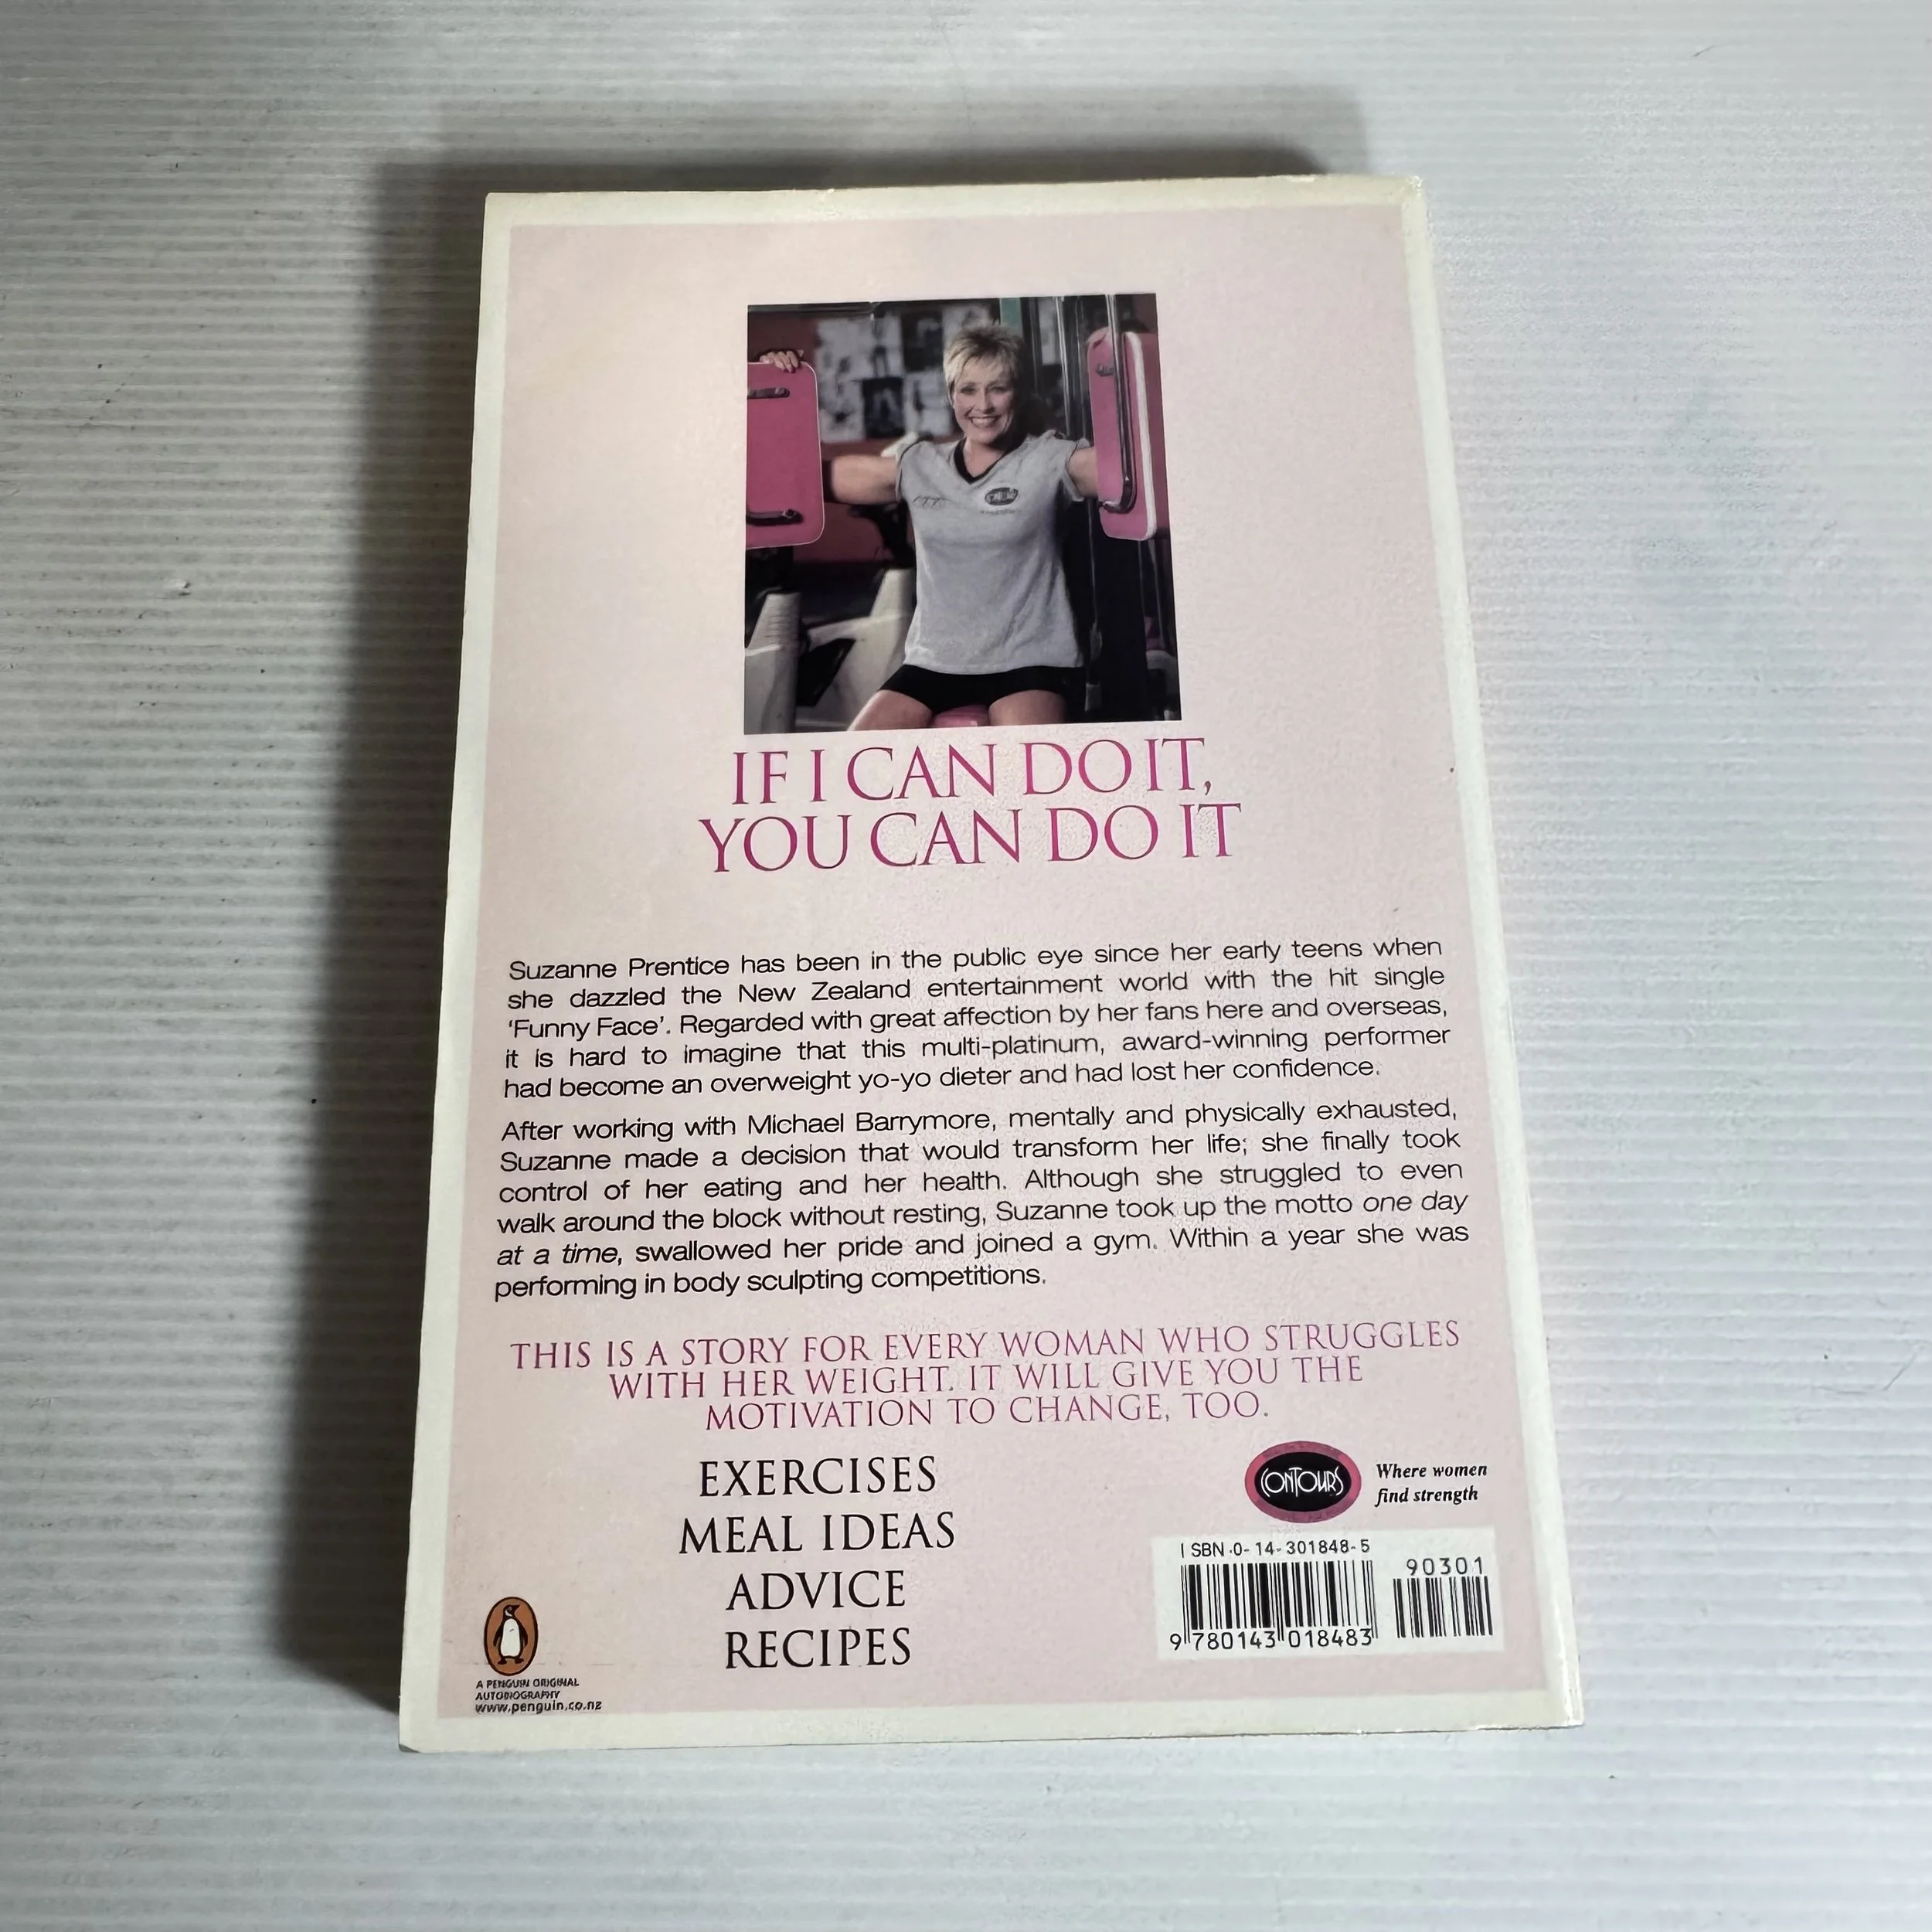 IF I CAN DO IT,
YOU CAN DO IT
Suzanne Prentice has been in the public eye since her early teens when
she dazzled the New Zealand entertainment world with the hit single
‘Funny Face’. Regarded with great affection by her fans here and overseas,
it is hard to imagine that this multi-platinum, award-winning performer
had become an overweight yo-yo dieter and had lost her confidence.
After working with Michael Barrymore, mentally and physically exhausted,
Suzanne made a decision that would transform her life; she finally took
control of her eating and her health. Although she struggled to even
walk around the block without resting, Suzanne took up the motto one day
at a time, swallowed her pride and joined a gym. Within a year she was
performing in body sculpting competitions.
THIS IS A STORY FOR EVERY WOMAN WHO STRUGGLES
WITH HER WEIGHT. IT WILL GIVE YOU THE
MOTIVATION TO CHANGE, TOO.
EXERCISES
MEAL IDEAS
ADVICE
RECIPES
CONTOURS
Where women
find strength
ISBN 0-14-301848-5
90301
9 780143 018483
A PENGUIN ORIGINAL
AUTOBIOGRAPHY
www.penguin.co.nz